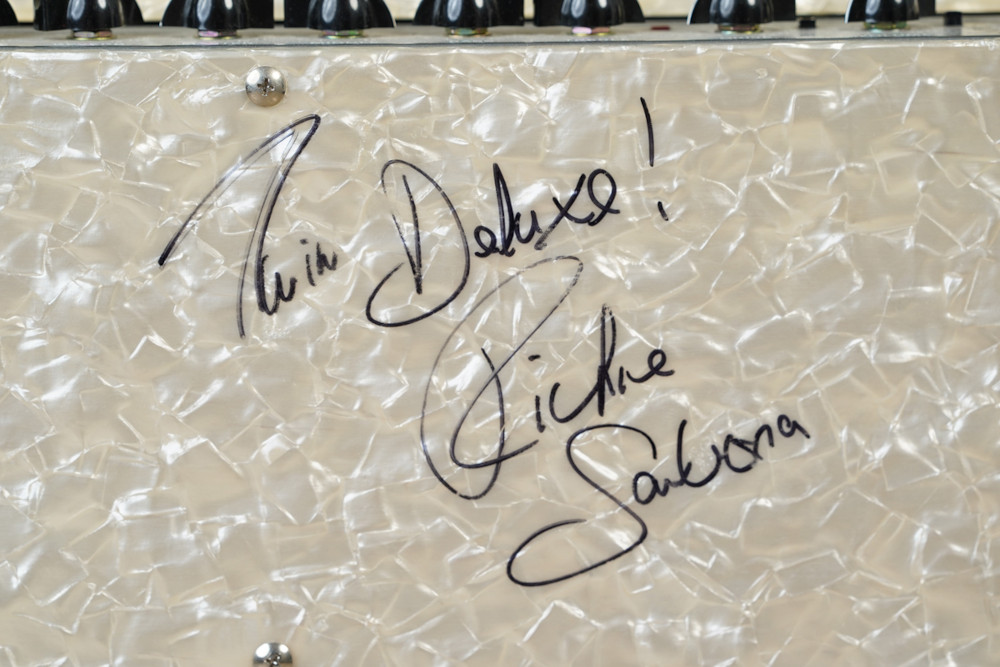 Twin Deluxe!
Richie
Sambora